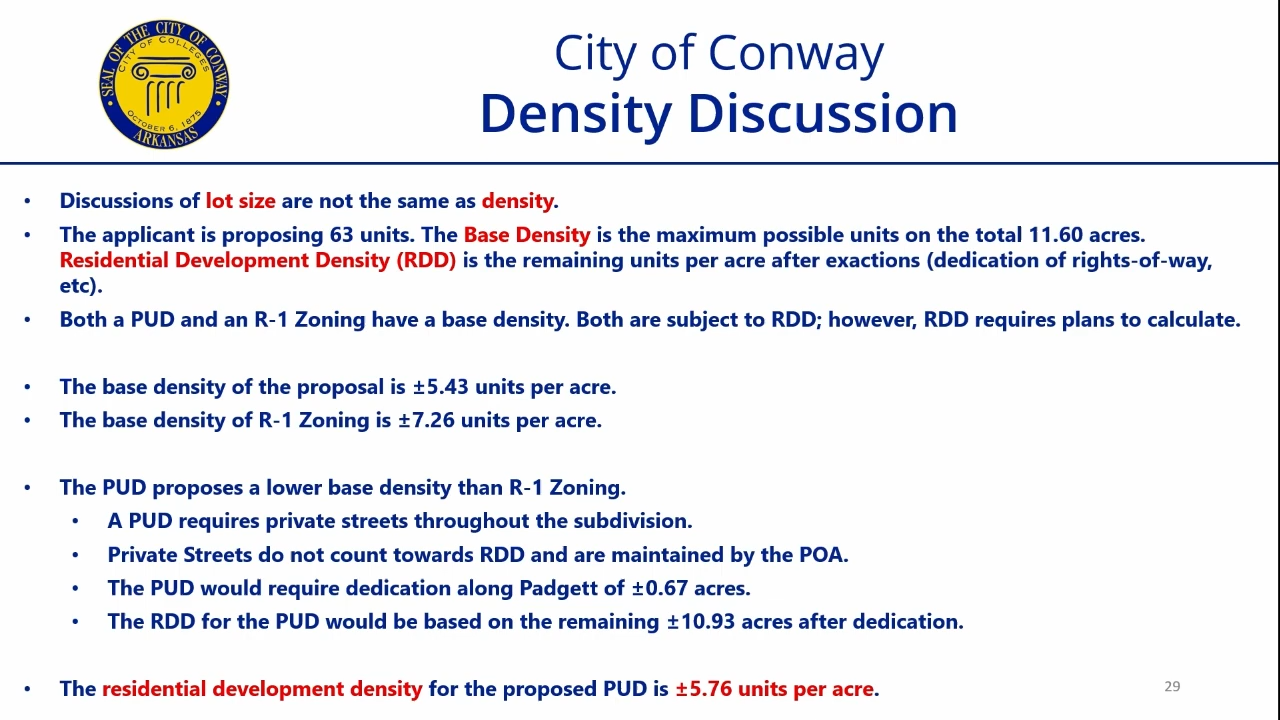 SEAL OF THE CITY OF CONWAY
CITY OF COLLEGES
OCTOBER 6, 1875
ARKANSAS
City of Conway
Density Discussion
• Discussions of lot size are not the same as density.
• The applicant is proposing 63 units. The Base Density is the maximum possible units on the total 11.60 acres.
Residential Development Density (RDD) is the remaining units per acre after exactions (dedication of rights-of-way,
etc).
• Both a PUD and an R-1 Zoning have a base density. Both are subject to RDD; however, RDD requires plans to calculate.
• The base density of the proposal is ±5.43 units per acre.
• The base density of R-1 Zoning is ±7.26 units per acre.
• The PUD proposes a lower base density than R-1 Zoning.
• A PUD requires private streets throughout the subdivision.
• Private Streets do not count towards RDD and are maintained by the POA.
• The PUD would require dedication along Padgett of ±0.67 acres.
• The RDD for the PUD would be based on the remaining ±10.93 acres after dedication.
• The residential development density for the proposed PUD is ±5.76 units per acre.
29